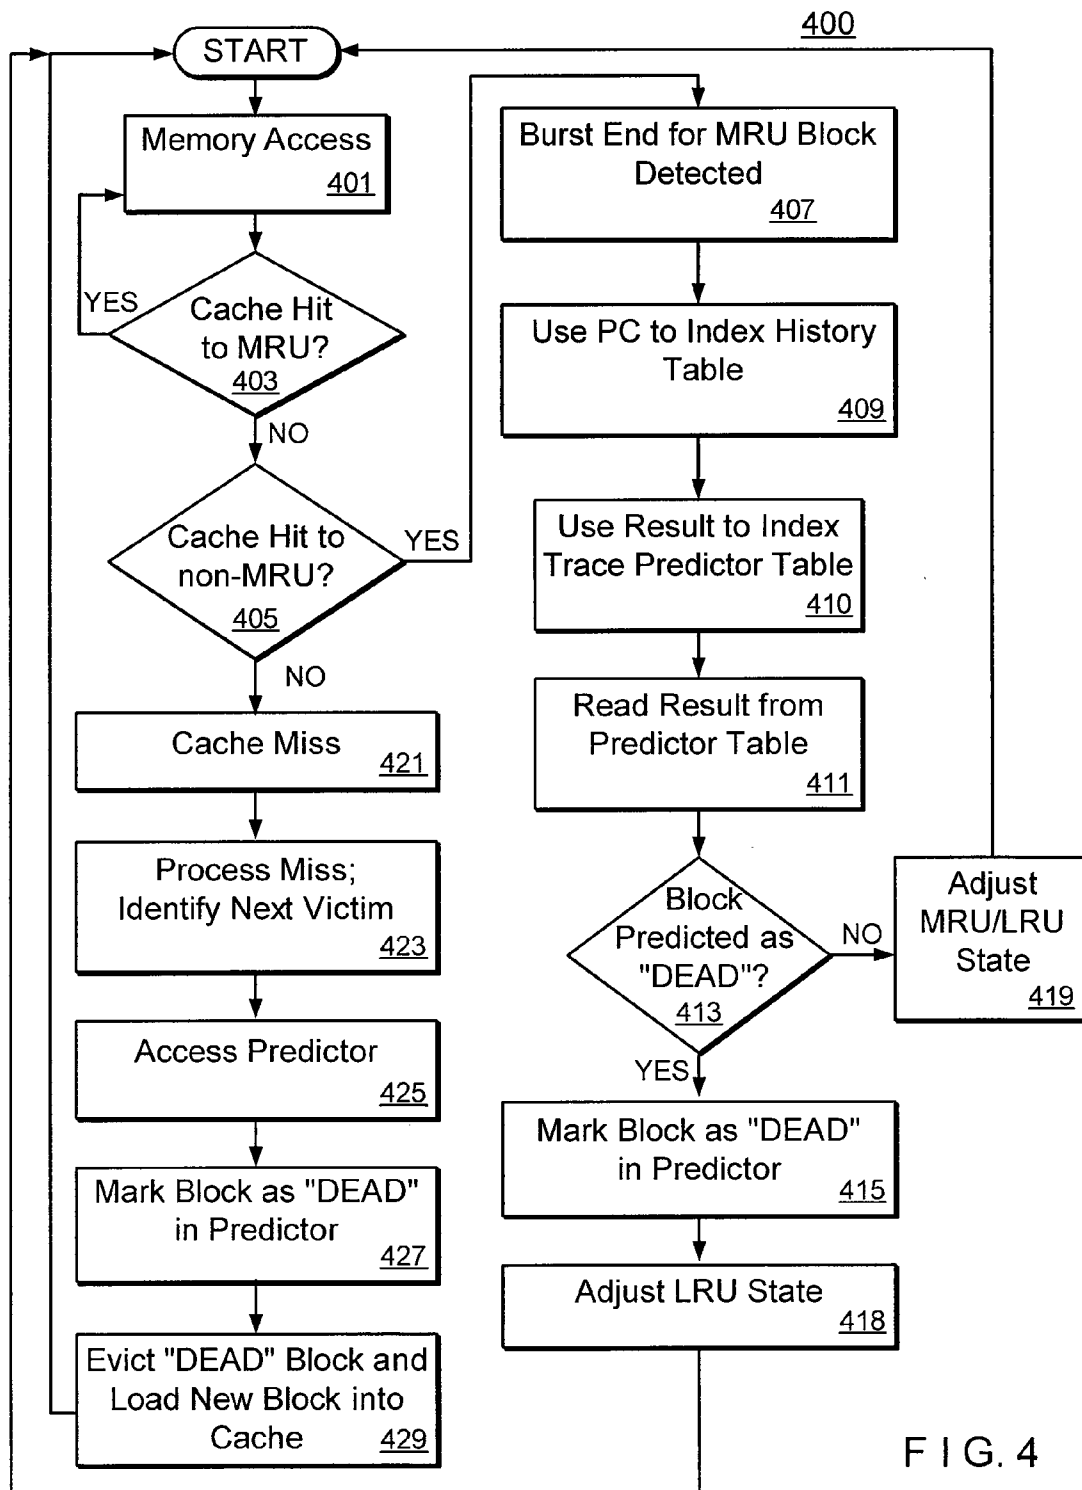 400
START
Memory Access
401
YES
Cache Hit
to MRU?
403
NO
Cache Hit to
non-MRU?
405
YES
NO
Cache Miss
421
Process Miss;
Identify Next Victim
423
Access Predictor
425
Mark Block as "DEAD"
in Predictor
427
Evict "DEAD" Block and
Load New Block into
Cache
429
Burst End for MRU Block
Detected
407
Use PC to Index History
Table
409
Use Result to Index
Trace Predictor Table
410
Read Result from
Predictor Table
411
Block
Predicted as
"DEAD"?
413
NO
Adjust
MRU/LRU
State
419
YES
Mark Block as "DEAD"
in Predictor
415
Adjust LRU State
418
FIG. 4